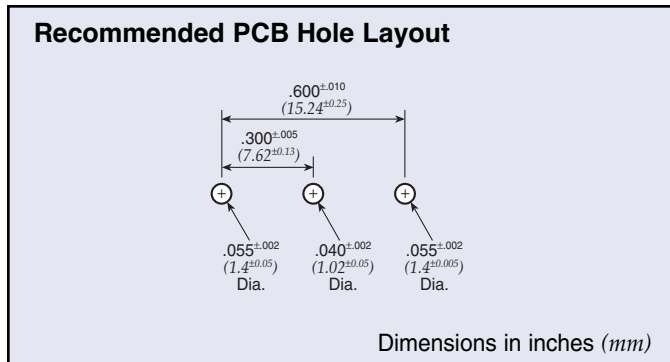 Recommended PCB Hole Layout
.600±.010
(15.24±0.25)
.300±.005
(7.62±0.13)
.055±.002
(1.4±0.05)
Dia.
.040±.002
(1.02±0.05)
Dia.
.055±.002
(1.4±0.005)
Dia.
Dimensions in inches (mm)